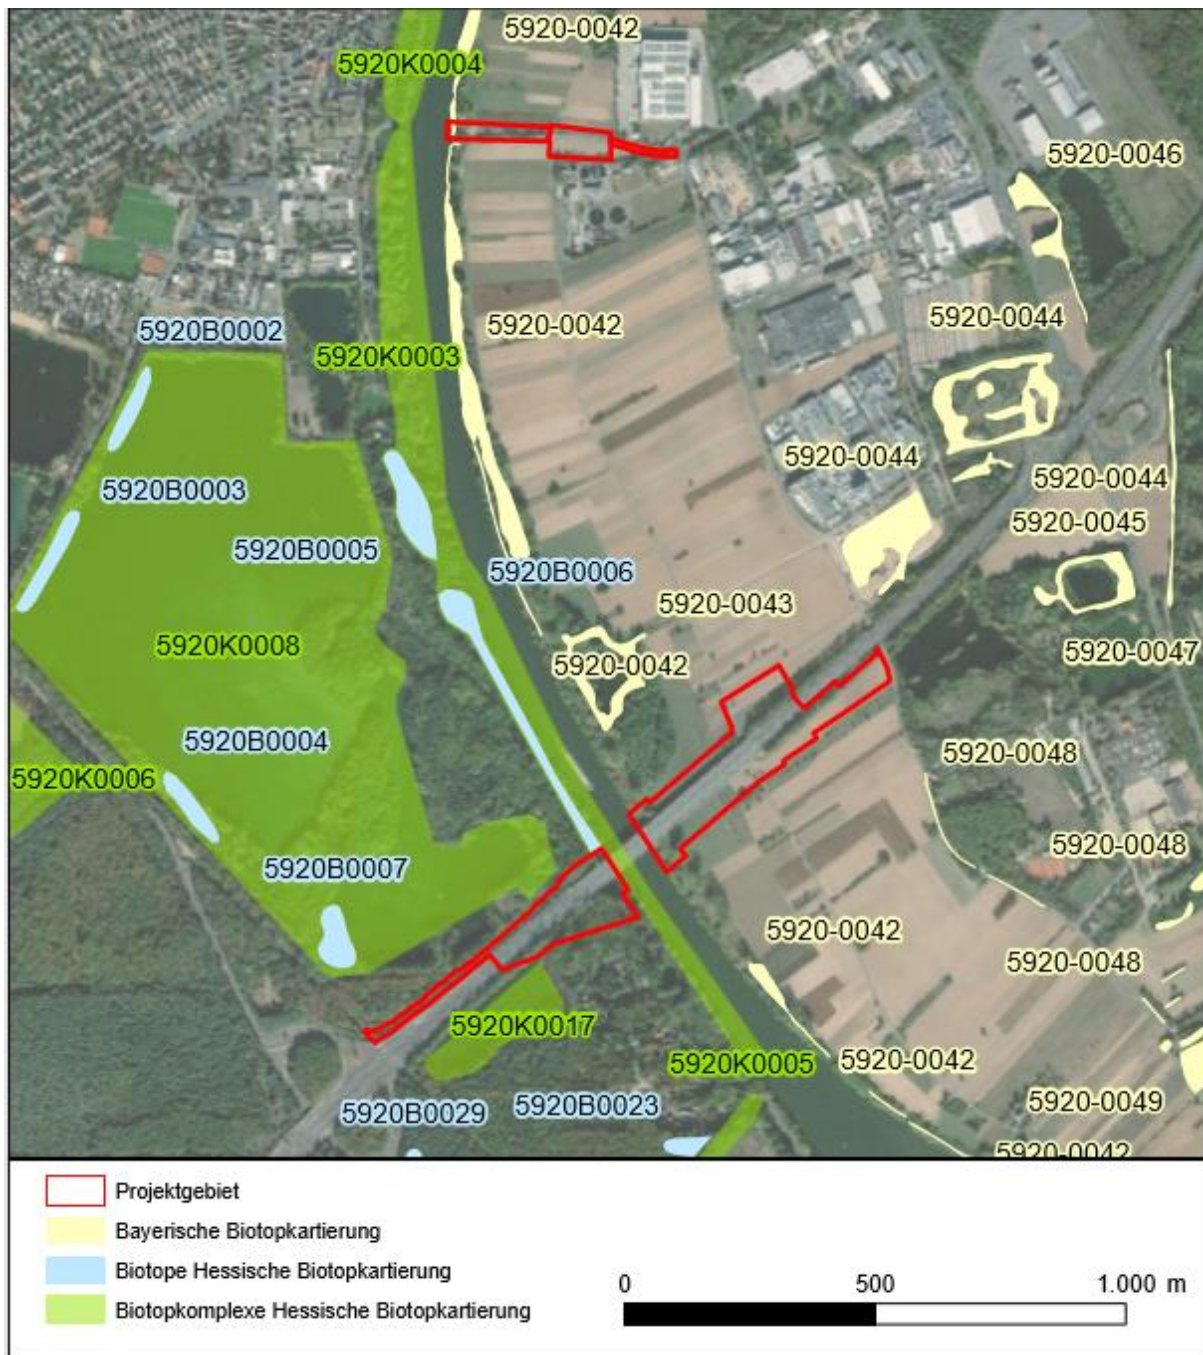 5920-0042
5920K0004
5920-0046
5920-0042
5920B0002
5920-0044
5920K0003
5920-0044
5920-0044
5920B0003
5920-0045
5920B0005
5920B0006
5920-0043
5920K0008
5920-0042
5920-0047
5920B0004
5920-0048
5920K0006
5920-0048
5920B0007
5920-0042
5920-0048
5920K0017
5920K0005
5920-0042
5920B0029
5920B0023
5920-0049
5920-0042
Projektgebiet
Bayerische Biotopkartierung
Biotope Hessische Biotopkartierung
Biotopkomplexe Hessische Biotopkartierung
0 500 1.000 m